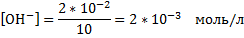 [OH⁻] = 2 * 10⁻² / 10 = 2 * 10⁻³ моль/л